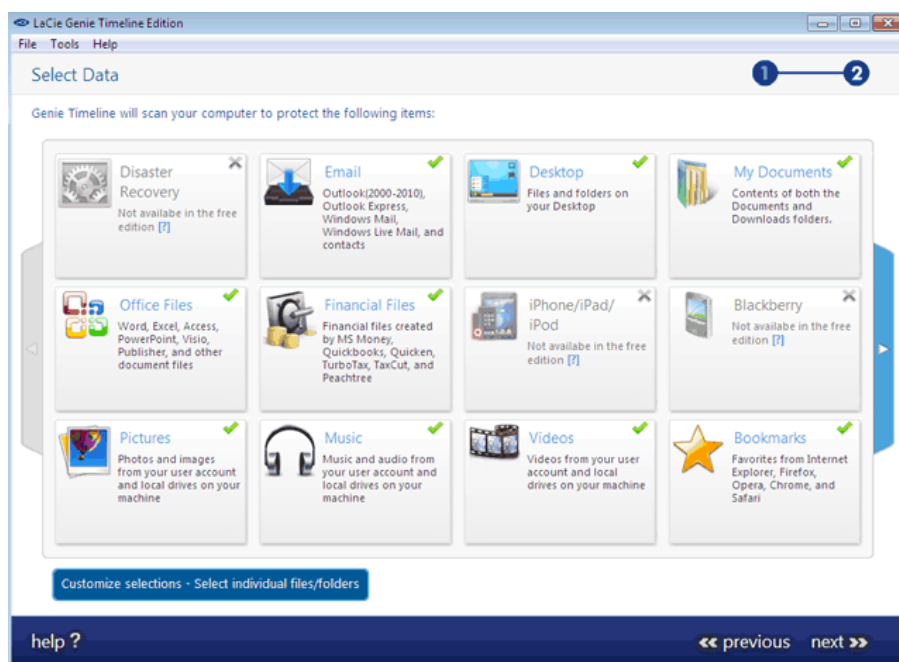 LaCie Genie Timeline Edition
File Tools Help
Select Data
1 2
Genie Timeline will scan your computer to protect the following items:
Disaster
Recovery
Not availabe in the free
edition [?]
Email
Outlook(2000-2010),
Outlook Express,
Windows Mail,
Windows Live Mail, and
contacts
Desktop
Files and folders on
your Desktop
My Documents
Contents of both the
Documents and
Downloads folders.
Office Files
Word, Excel, Access,
PowerPoint, Visio,
Publisher, and other
document files
Financial Files
Financial files created
by MS Money,
Quickbooks, Quicken,
TurboTax, TaxCut, and
Peachtree
iPhone/iPad/
iPod
Not availabe in the free
edition [?]
Blackberry
Not availabe in the free
edition [?]
Pictures
Photos and images
from your user account
and local drives on your
machine
Music
Music and audio from
your user account and
local drives on your
machine
Videos
Videos from your user
account and local
drives on your machine
Bookmarks
Favorites from Internet
Explorer, Firefox,
Opera, Chrome, and
Safari
Customize selections - Select individual files/folders
help ?
previous next